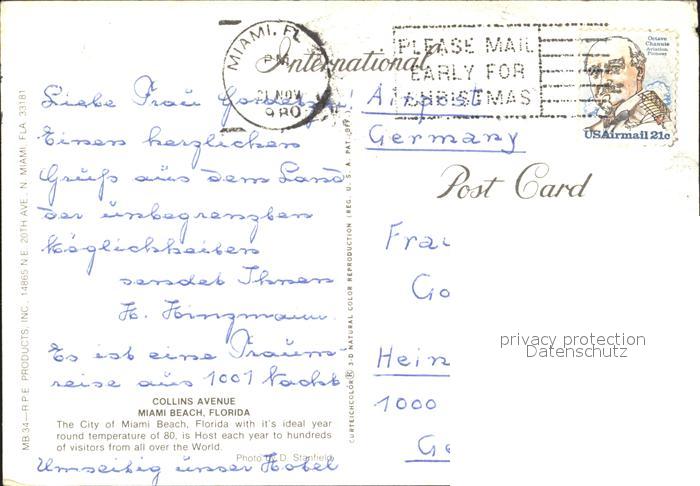 International
MIAMI, FL
PM
21 NOV
1980
PLEASE MAIL
EARLY FOR
CHRISTMAS
Octave
Chanute
Aviation
Pioneer
USAirmail 21c
Liebe Frau
Einen herzlichen
Gruß aus dem Land
der unbegrenzten
Möglichkeiten
sendet Ihnen
H.
Es ist eine Traum-
reise aus 1001 Nacht
Umseitig unser Hotel
COLLINS AVENUE
MIAMI BEACH, FLORIDA
The City of Miami Beach, Florida with it's ideal year
round temperature of 80, is Host each year to hundreds
of visitors from all over the World.
Photo by D. Stanfield
MB.34—R.P.E. PRODUCTS, INC., 14865 N.E. 20TH AVE., N. MIAMI, FLA. 33181
CURTEICHCOLOR® 3-D NATURAL COLOR REPRODUCTION (REG. U.S.A. PAT. OFF.)
Germany
Post Card
Frau
Go
Hein
1000
Ge
privacy protection
Datenschutz